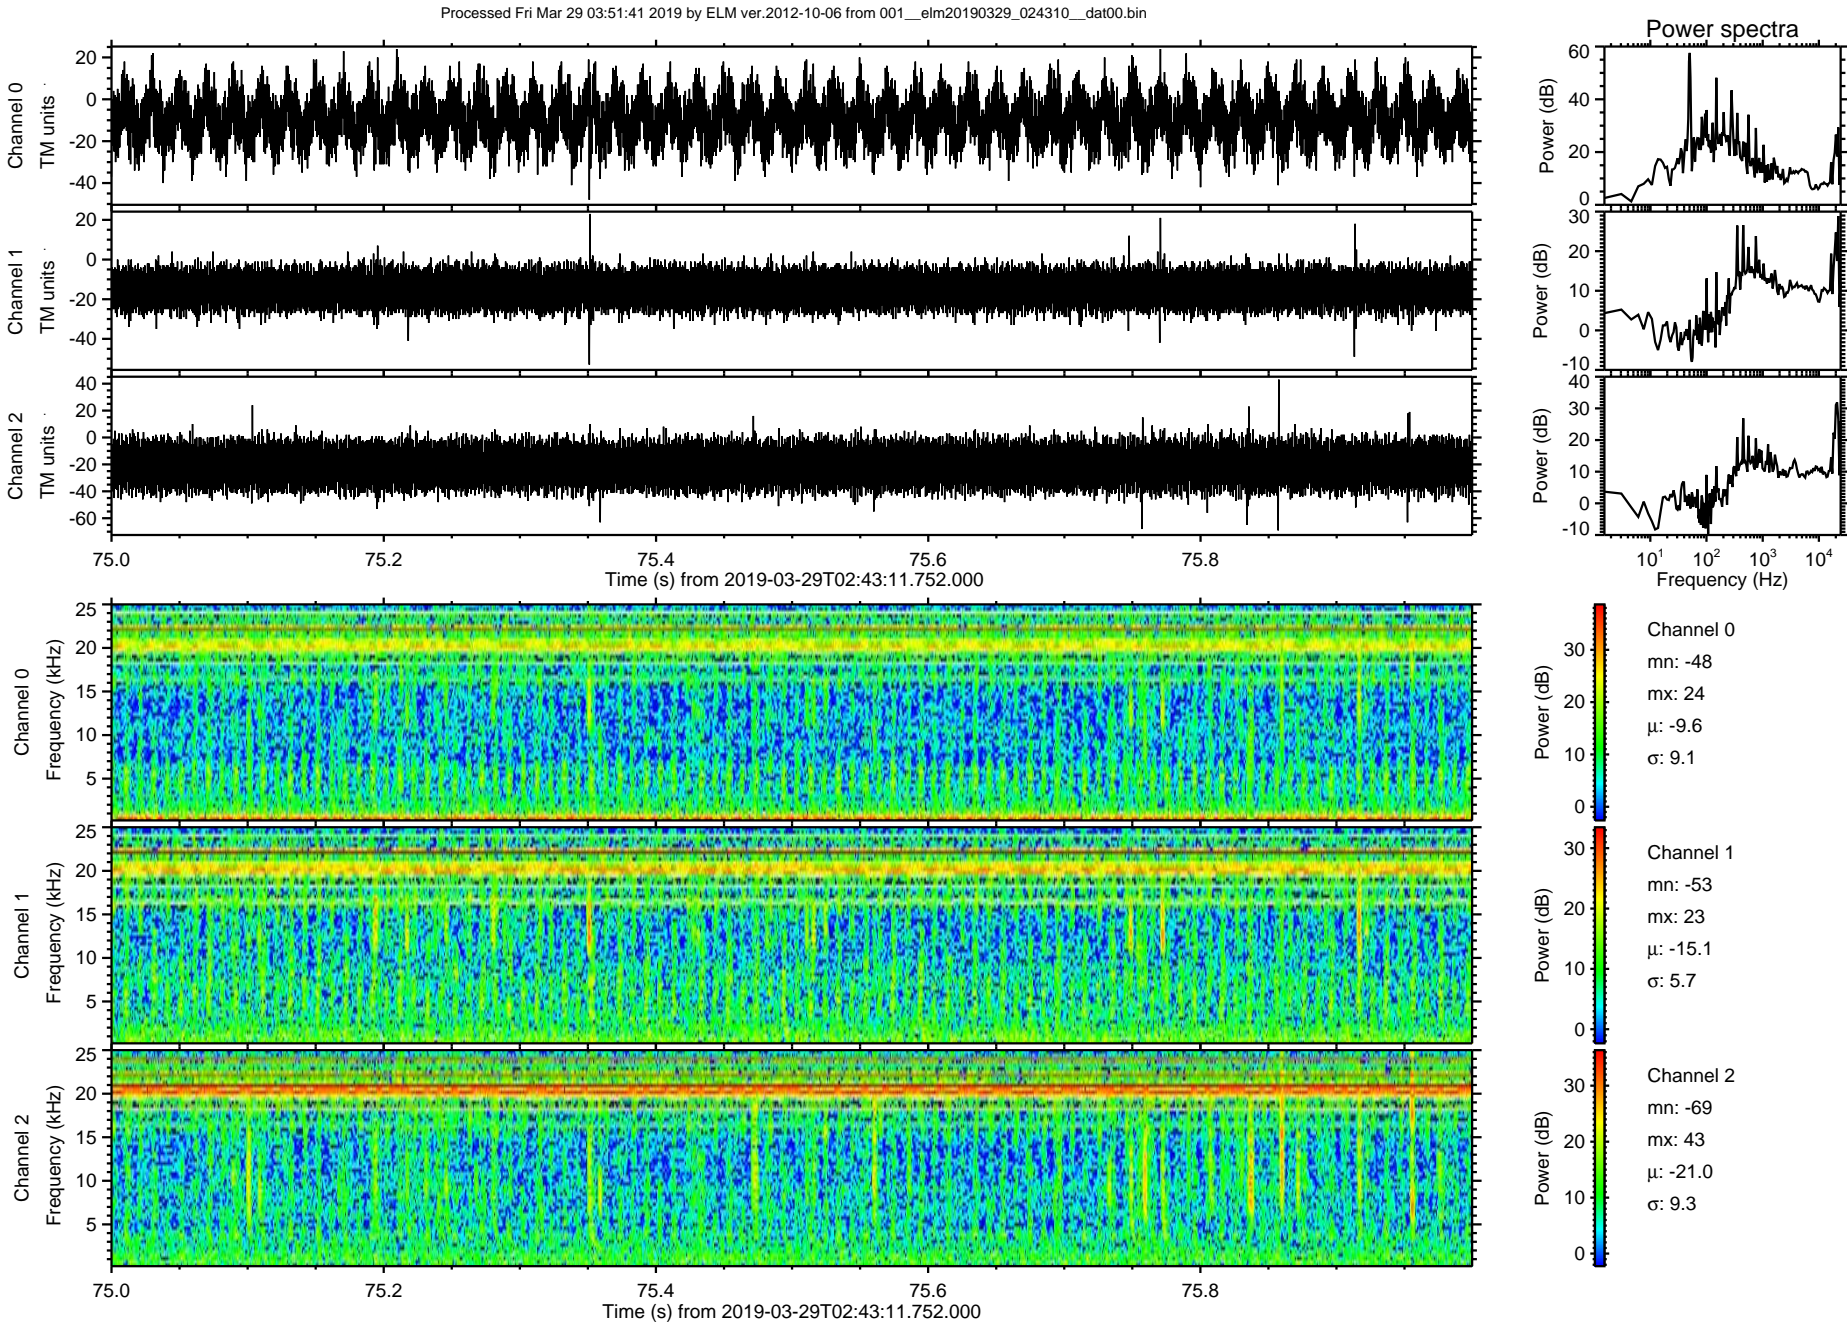 Processed Fri Mar 29 03:51:41 2019 by ELM ver.2012-10-06 from 001__elm20190329_024310__dat00.bin
Power spectra
Channel 0
TM units
20
0
-20
-40
Power (dB)
60
40
20
0
Channel 1
TM units
20
0
-20
-40
Power (dB)
30
20
10
0
-10
Channel 2
TM units
40
20
0
-20
-40
-60
Power (dB)
40
30
20
10
0
-10
75.0 75.2 75.4 75.6 75.8
Time (s) from 2019-03-29T02:43:11.752.000
10¹ 10² 10³ 10⁴
Frequency (Hz)
Channel 0
Frequency (kHz)
25
20
15
10
5
Power (dB)
30
20
10
0
Channel 0
mn: -48
mx: 24
μ: -9.6
σ: 9.1
Channel 1
Frequency (kHz)
25
20
15
10
5
Power (dB)
30
20
10
0
Channel 1
mn: -53
mx: 23
μ: -15.1
σ: 5.7
Channel 2
Frequency (kHz)
25
20
15
10
5
Power (dB)
30
20
10
0
Channel 2
mn: -69
mx: 43
μ: -21.0
σ: 9.3
75.0 75.2 75.4 75.6 75.8
Time (s) from 2019-03-29T02:43:11.752.000